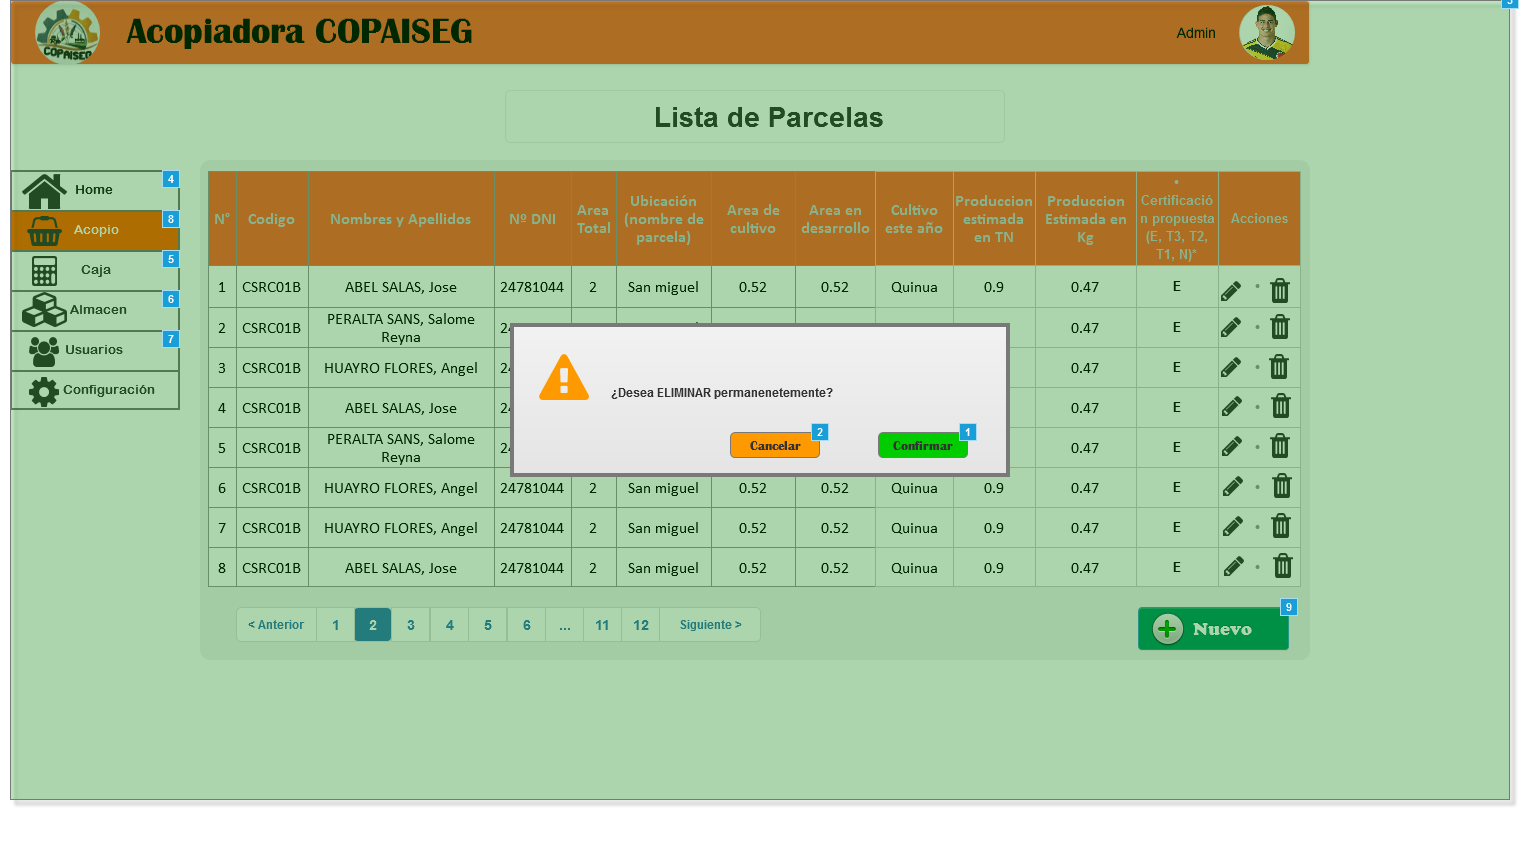 3
COPAISEG
Acopiadora COPAISEG
Admin
Lista de Parcelas
Home 4
Acopio 8
Caja 5
Almacen 6
Usuarios 7
Configuración
N° Codigo Nombres y Apellidos Nº DNI Area Total Ubicación (nombre de parcela) Area de cultivo Area en desarrollo Cultivo este año Produccion estimada en TN Produccion Estimada en Kg • Certificació n propuesta (E, T3, T2, T1, N)* Acciones
1 CSRC01B ABEL SALAS, Jose 24781044 2 San miguel 0.52 0.52 Quinua 0.9 0.47 E
2 CSRC01B PERALTA SANS, Salome Reyna 0.47 E
3 CSRC01B HUAYRO FLORES, Angel 0.47 E
4 CSRC01B ABEL SALAS, Jose 0.47 E
5 CSRC01B PERALTA SANS, Salome Reyna 0.47 E
6 CSRC01B HUAYRO FLORES, Angel 24781044 2 San miguel 0.52 0.52 Quinua 0.9 0.47 E
7 CSRC01B HUAYRO FLORES, Angel 24781044 2 San miguel 0.52 0.52 Quinua 0.9 0.47 E
8 CSRC01B ABEL SALAS, Jose 24781044 2 San miguel 0.52 0.52 Quinua 0.9 0.47 E
¿Desea ELIMINAR permanenetemente?
Cancelar 2
Confirmar 1
< Anterior 1 2 3 4 5 6 ... 11 12 Siguiente >
Nuevo 9